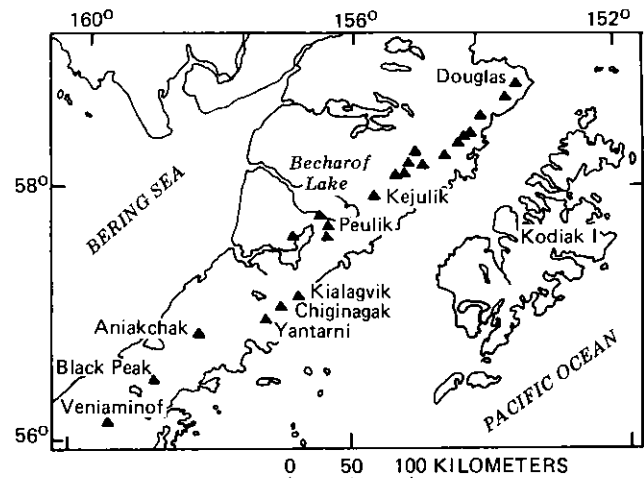 160° 156° 152°
Douglas
Becharof
Lake
58°
Kejulik
BERING SEA
Peulik
Kodiak I
Kialagvik
Chiginagak
Aniakchak
Yantarni
Black Peak
PACIFIC OCEAN
Veniaminof
56°
0 50 100 KILOMETERS